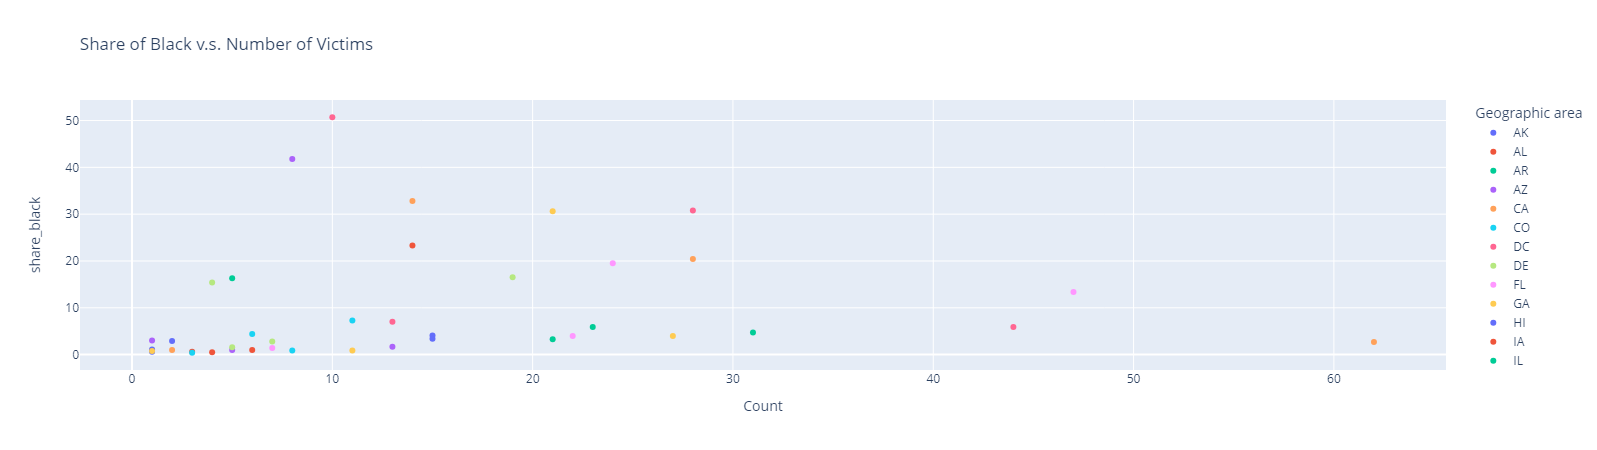 Share of Black v.s. Number of Victims
share_black
50
40
30
20
10
0
0 10 20 30 40 50 60
Count
Geographic area
AK
AL
AR
AZ
CA
CO
DC
DE
FL
GA
HI
IA
IL